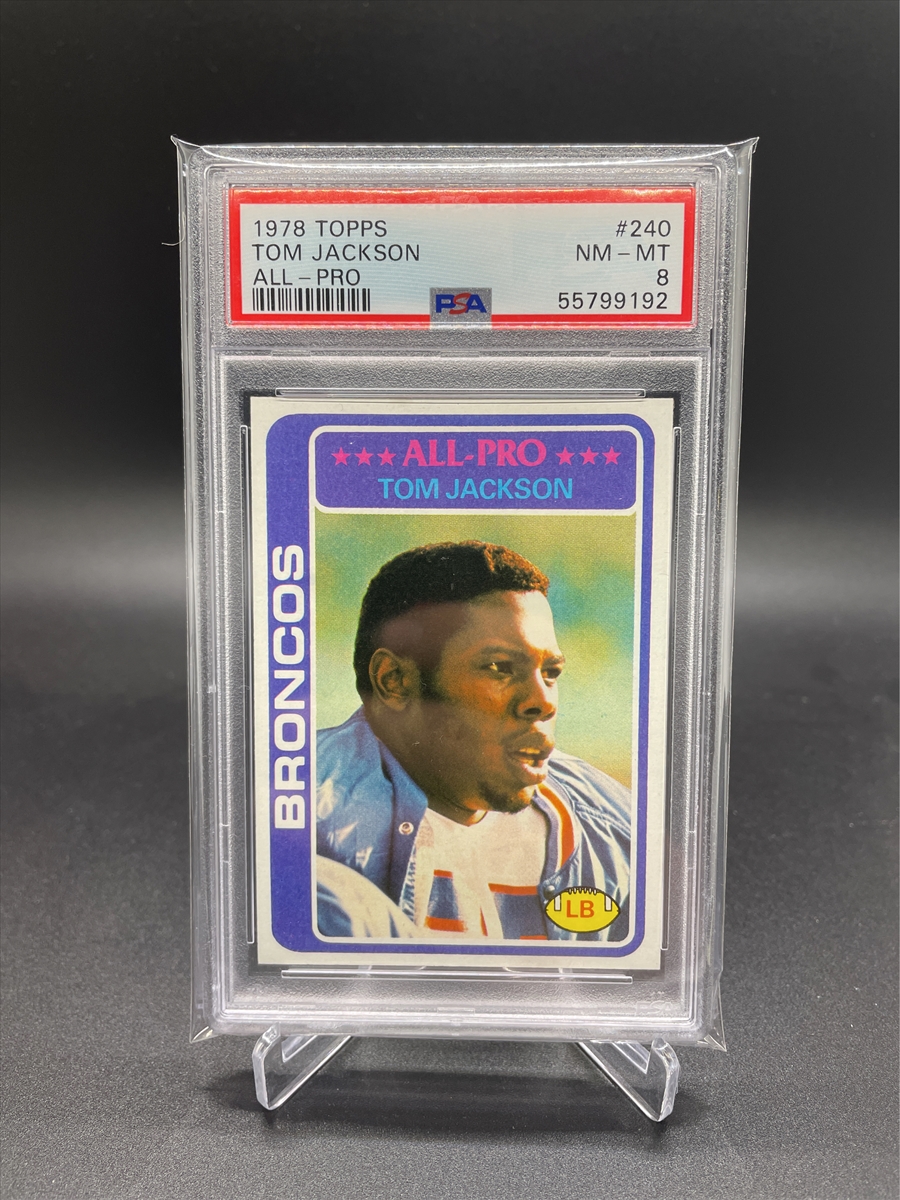 1978 TOPPS #240
TOM JACKSON NM-MT
ALL-PRO 8
PSA 55799192
★★★ALL-PRO★★★
TOM JACKSON
BRONCOS
LB